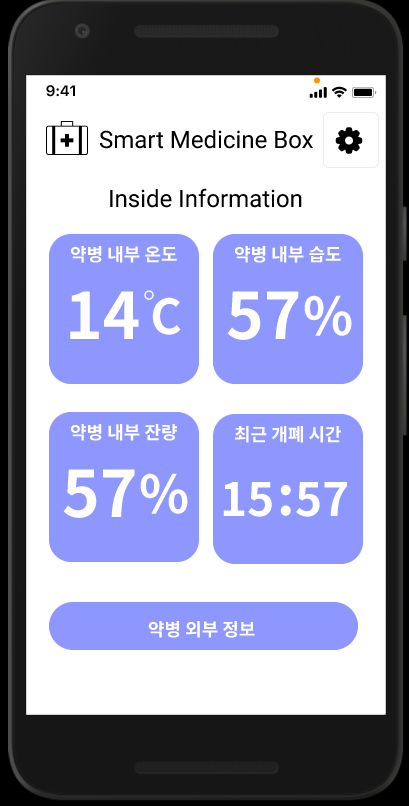 9:41
Smart Medicine Box
Inside Information
약병 내부 온도
14℃
약병 내부 습도
57%
약병 내부 잔량
57%
최근 개폐 시간
15:57
약병 외부 정보